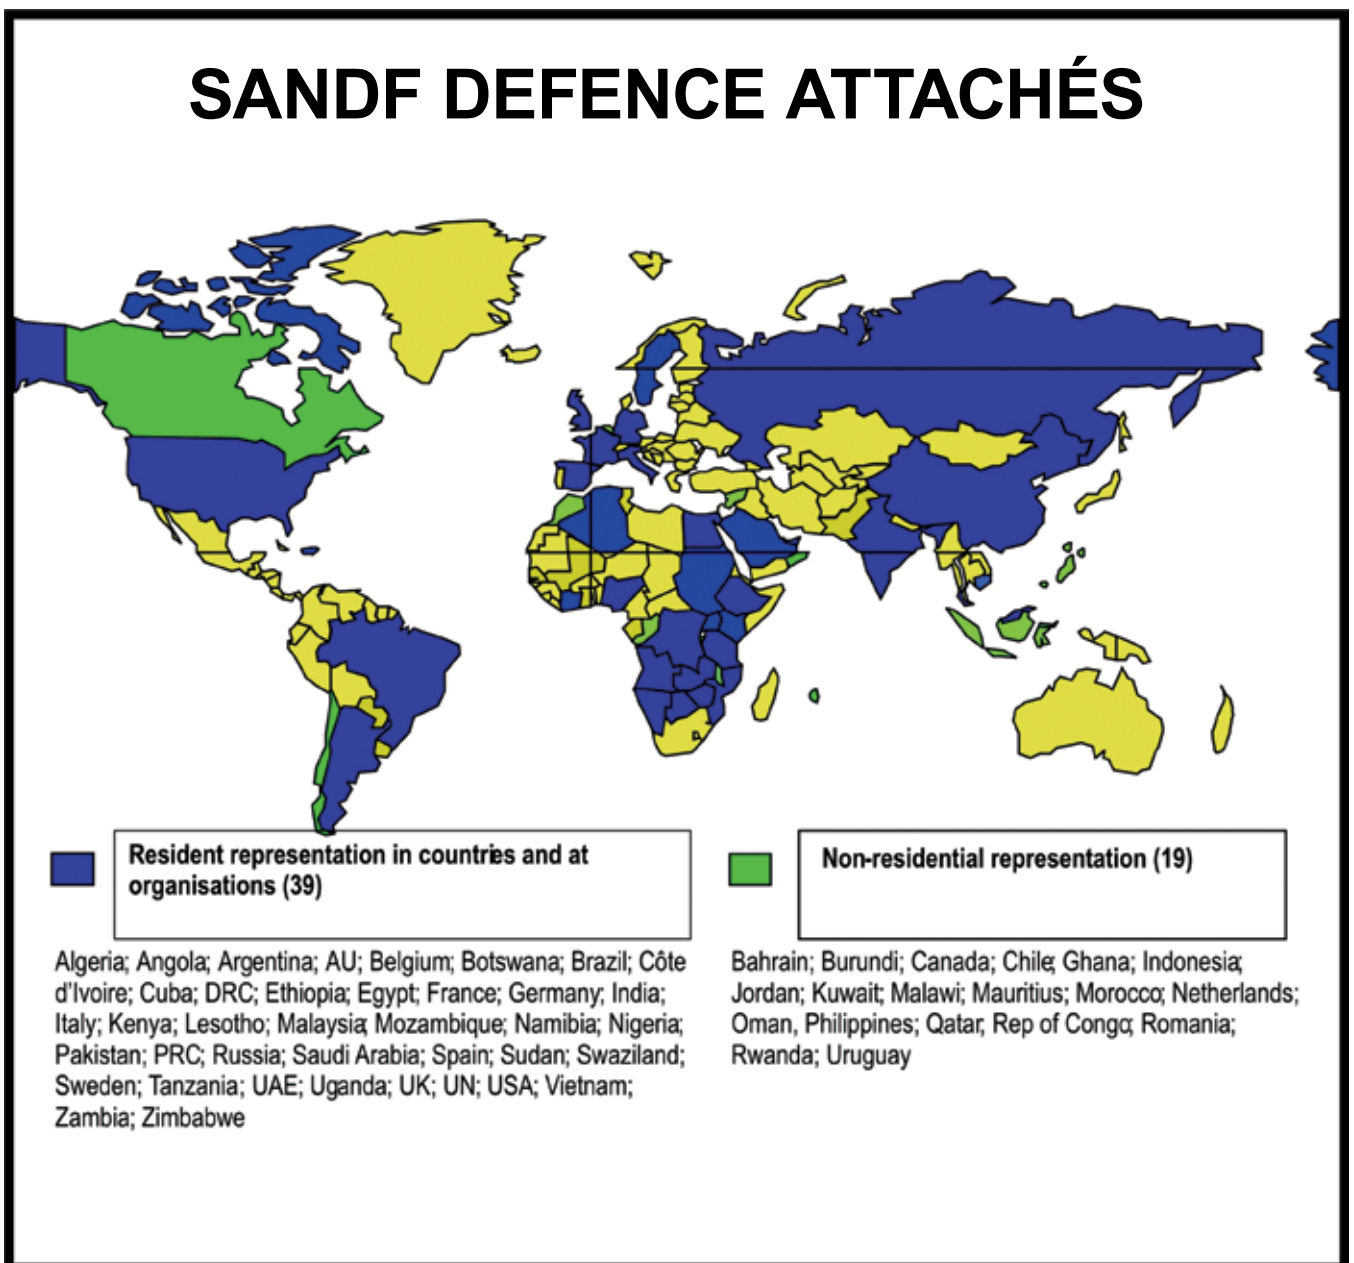 SANDF DEFENCE ATTACHÉS
Resident representation in countries and at
organisations (39)
Algeria; Angola; Argentina; AU; Belgium; Botswana; Brazil; Côte
d'Ivoire; Cuba; DRC; Ethiopia; Egypt; France; Germany; India;
Italy; Kenya; Lesotho; Malaysia; Mozambique; Namibia; Nigeria;
Pakistan; PRC; Russia; Saudi Arabia; Spain; Sudan; Swaziland;
Sweden; Tanzania; UAE; Uganda; UK; UN; USA; Vietnam;
Zambia; Zimbabwe
Non-residential representation (19)
Bahrain; Burundi; Canada; Chile; Ghana; Indonesia;
Jordan; Kuwait; Malawi; Mauritius; Morocco; Netherlands;
Oman, Philippines; Qatar; Rep of Congo; Romania;
Rwanda; Uruguay